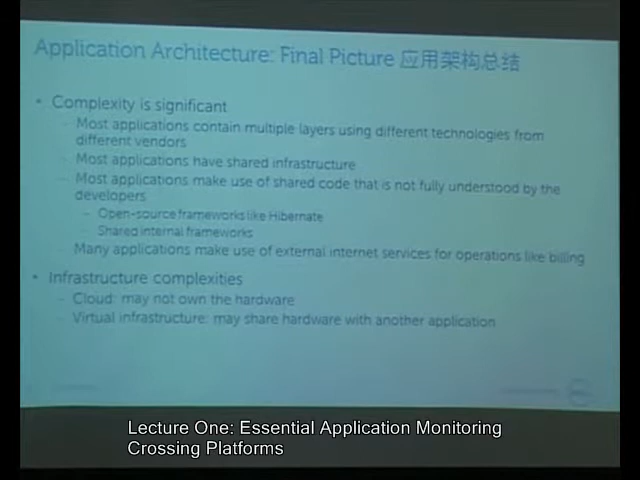 Application Architecture: Final Picture 应用架构总结
• Complexity is significant
- Most applications contain multiple layers using different technologies from
different vendors
- Most applications have shared infrastructure
- Most applications make use of shared code that is not fully understood by the
developers
- Open-source frameworks like Hibernate
- Shared internal frameworks
Many applications make use of external internet services for operations like billing
• Infrastructure complexities
- Cloud: may not own the hardware
- Virtual infrastructure: may share hardware with another application
Lecture One: Essential Application Monitoring
Crossing Platforms